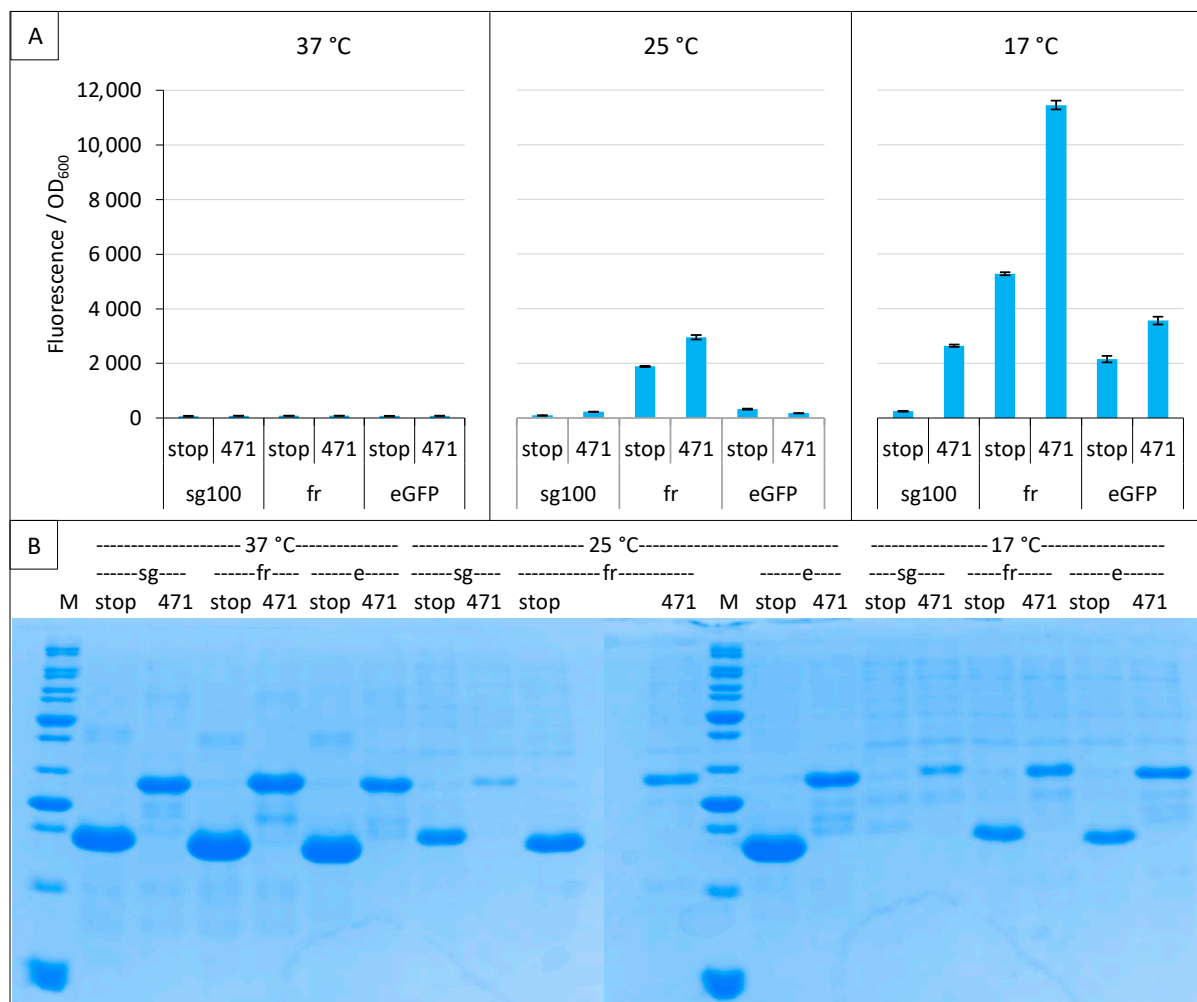 A
37 °C 25 °C 17 °C
Fluorescence / OD600
12,000
10,000
8 000
6 000
4 000
2 000
0
stop 471 stop 471 stop 471 stop 471 stop 471 stop 471 stop 471 stop 471 stop 471
sg100 fr eGFP sg100 fr eGFP sg100 fr eGFP
B
---------------------37 °C--------------- ------------------------25 °C--------------------------- -----------------17 °C------------------
------sg---- ------fr---- -----e----- ------sg---- ------------fr----------- ------e---- -----sg----- -----fr----- ------e------
M stop 471 stop 471 stop 471 stop 471 stop 471 M stop 471 stop 471 stop 471 stop 471